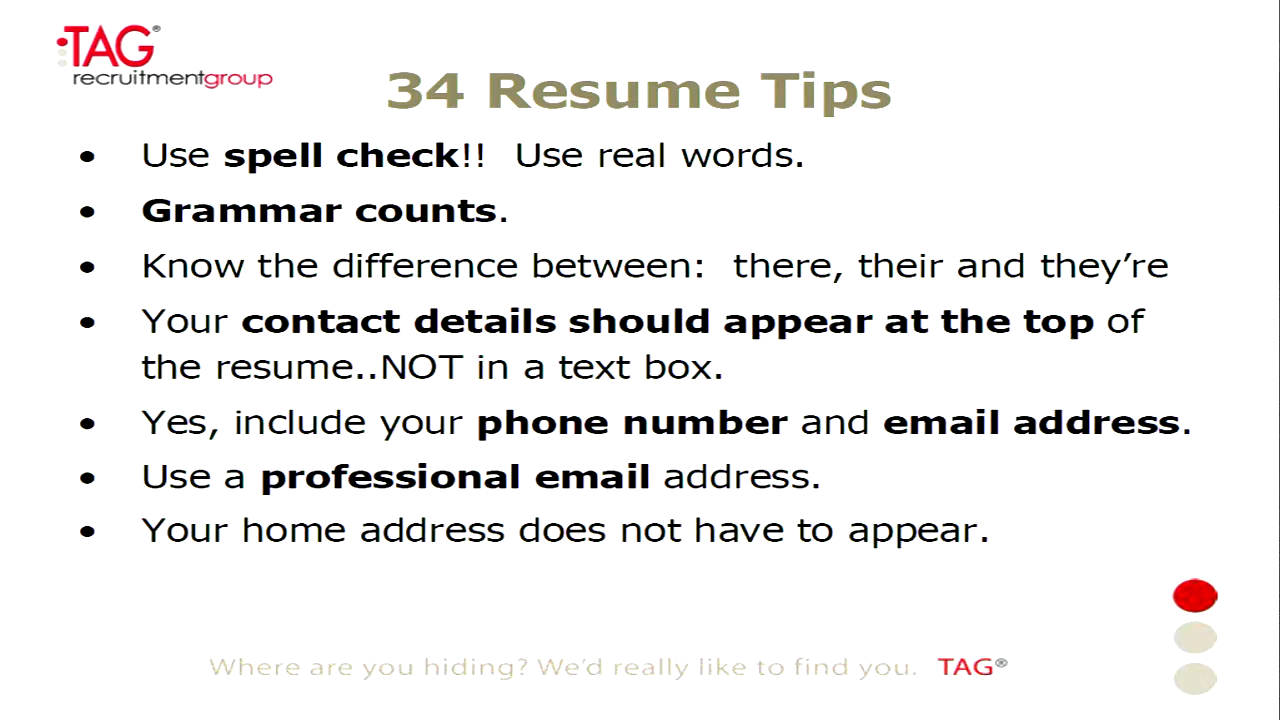 TAG®
recruitmentgroup
34 Resume Tips
• Use spell check!! Use real words.
• Grammar counts.
• Know the difference between: there, their and they’re
• Your contact details should appear at the top of
the resume..NOT in a text box.
• Yes, include your phone number and email address.
• Use a professional email address.
• Your home address does not have to appear.
Where are you hiding? We’d really like to find you. TAG®